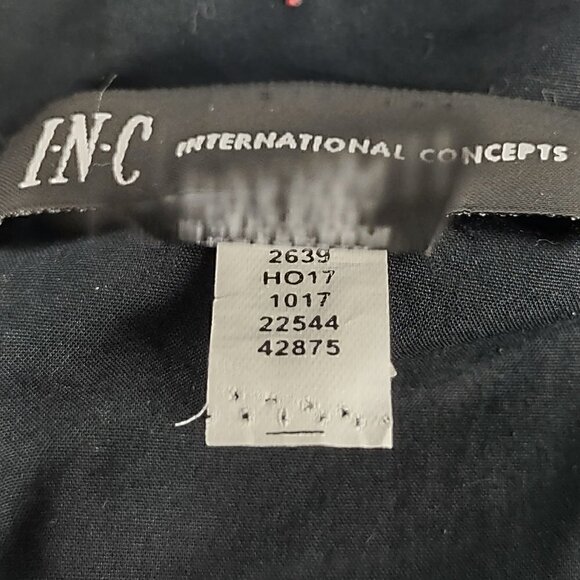 I·N·C INTERNATIONAL CONCEPTS
2639
HO17
1017
22544
42875